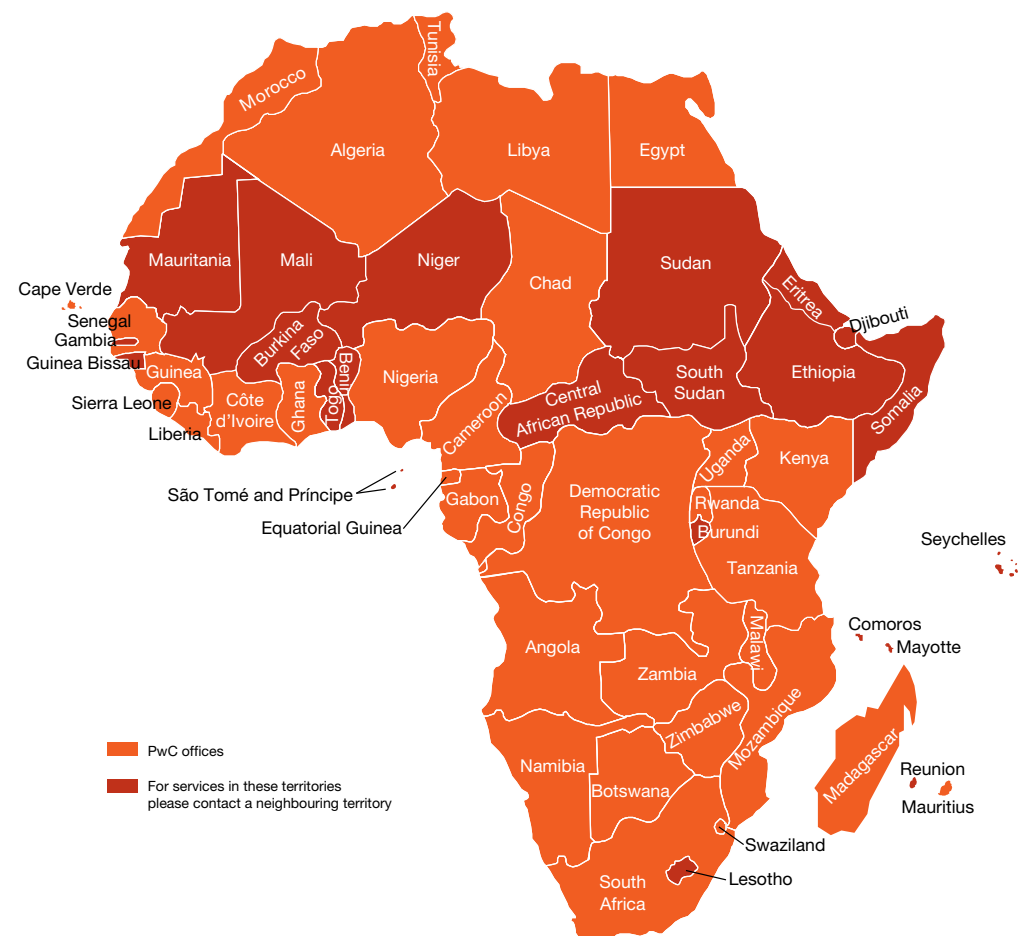 Tunisia
Morocco
Algeria
Libya
Egypt
Mauritania
Mali
Niger
Chad
Sudan
Eritrea
Cape Verde
Senegal
Gambia
Guinea Bissau
Guinea
Sierra Leone
Liberia
Côte
d’Ivoire
Burkina
Faso
Ghana
Togo
Benin
Nigeria
Cameroon
Central
African Republic
South
Sudan
Ethiopia
Djibouti
Somalia
São Tomé and Príncipe
Equatorial Guinea
Gabon
Congo
Democratic
Republic
of Congo
Uganda
Kenya
Rwanda
Burundi
Tanzania
Seychelles
Comoros
Mayotte
Angola
Zambia
Malawi
Mozambique
Zimbabwe
Namibia
Botswana
Madagascar
Reunion
Mauritius
Swaziland
Lesotho
South
Africa
PwC offices
For services in these territories
please contact a neighbouring territory